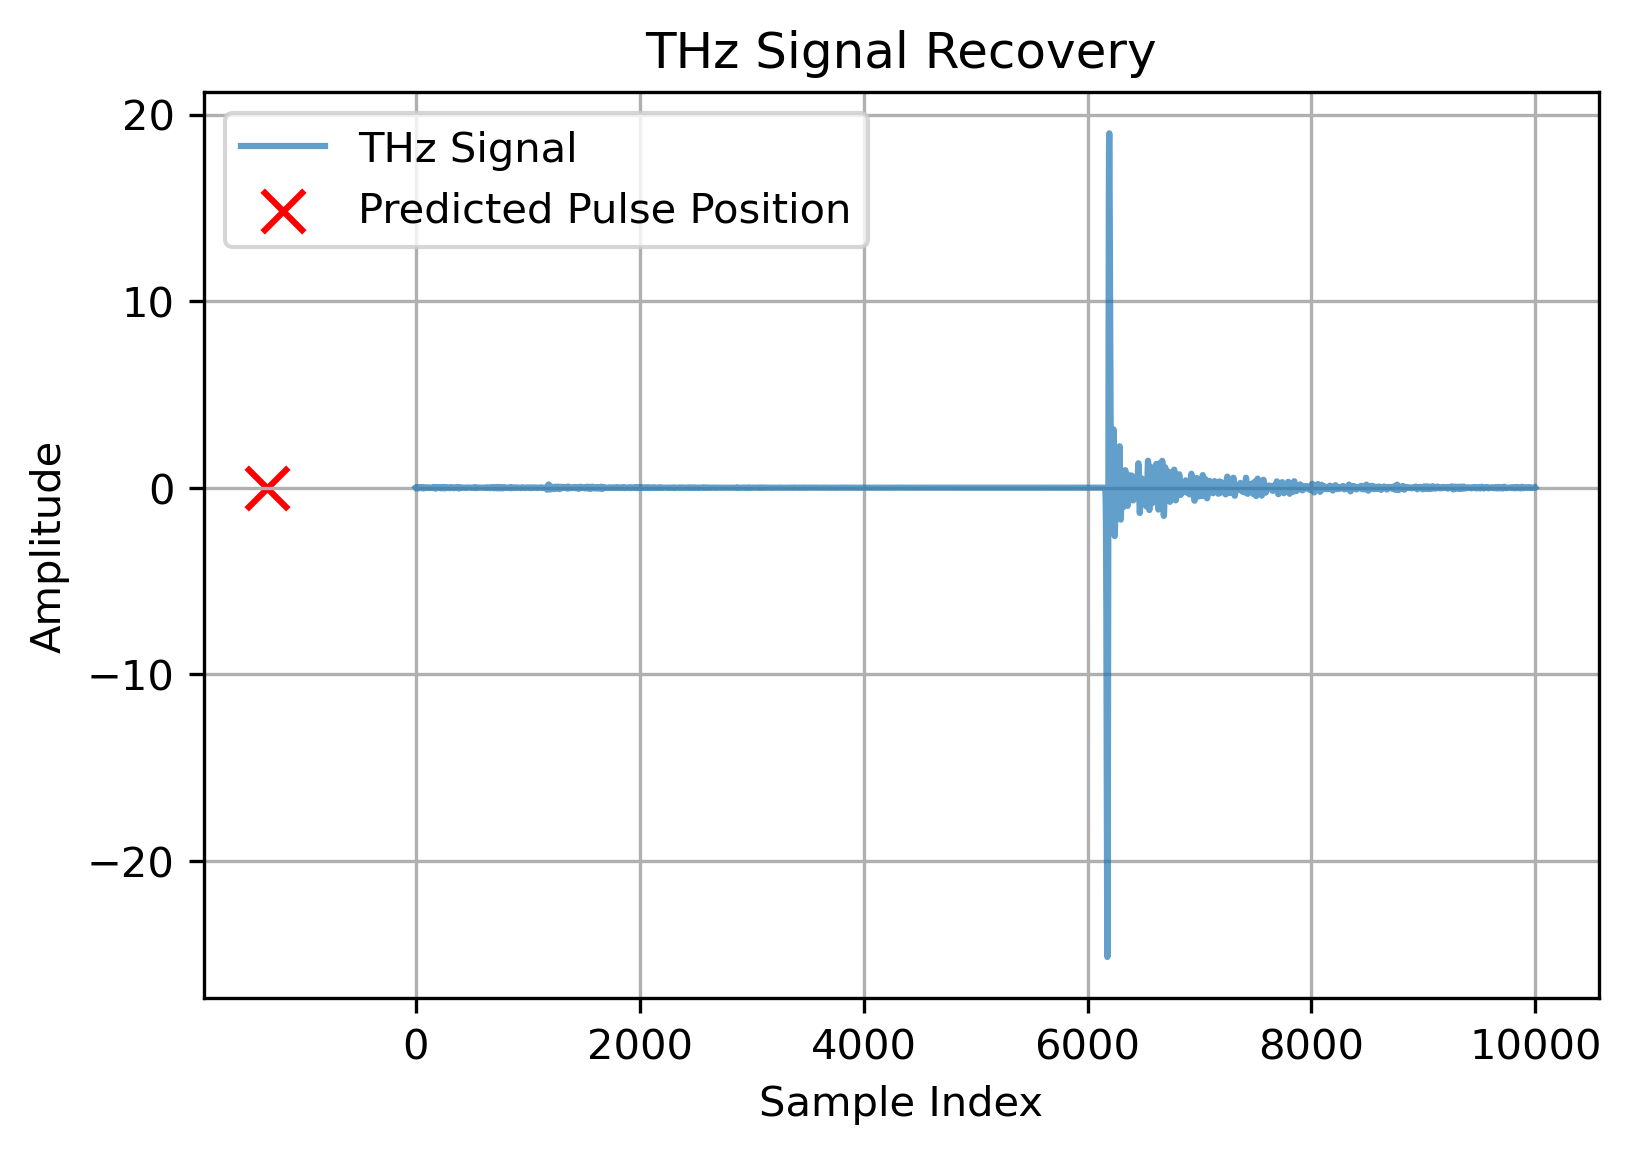 THz Signal Recovery
THz Signal
Predicted Pulse Position
20
10
0
−10
−20
Amplitude
0 2000 4000 6000 8000 10000
Sample Index